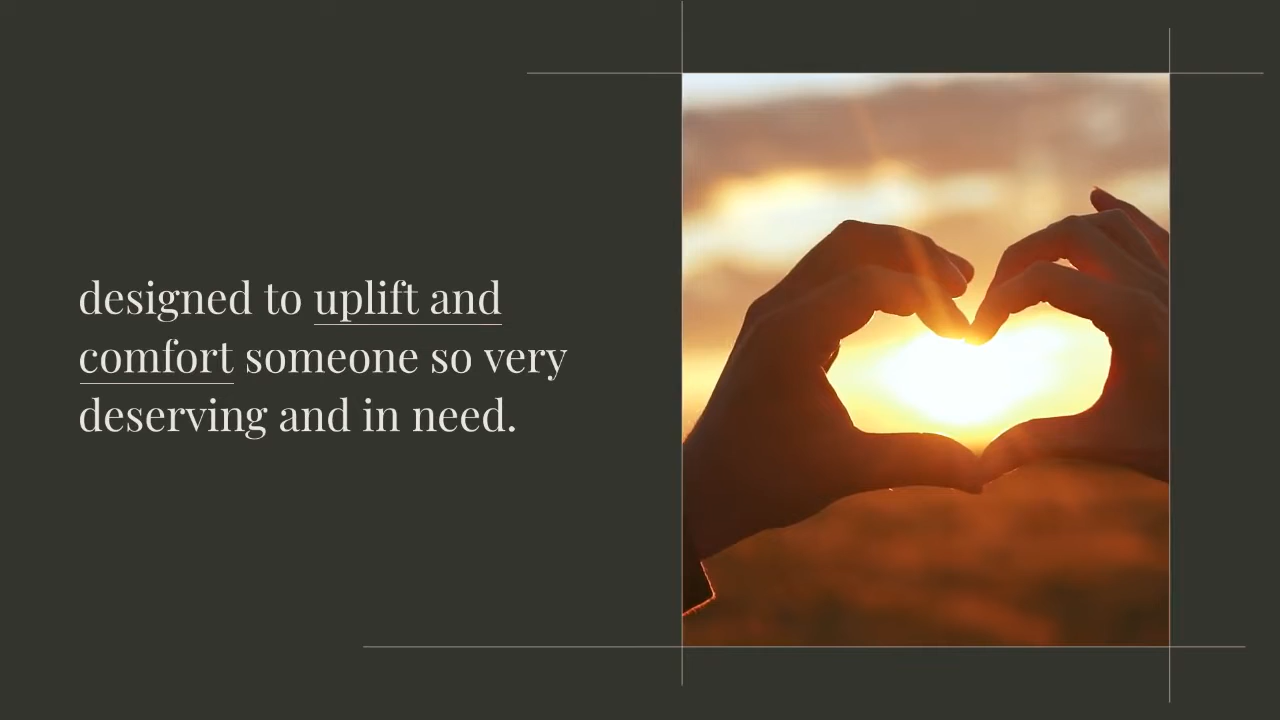 designed to uplift and
comfort someone so very
deserving and in need.